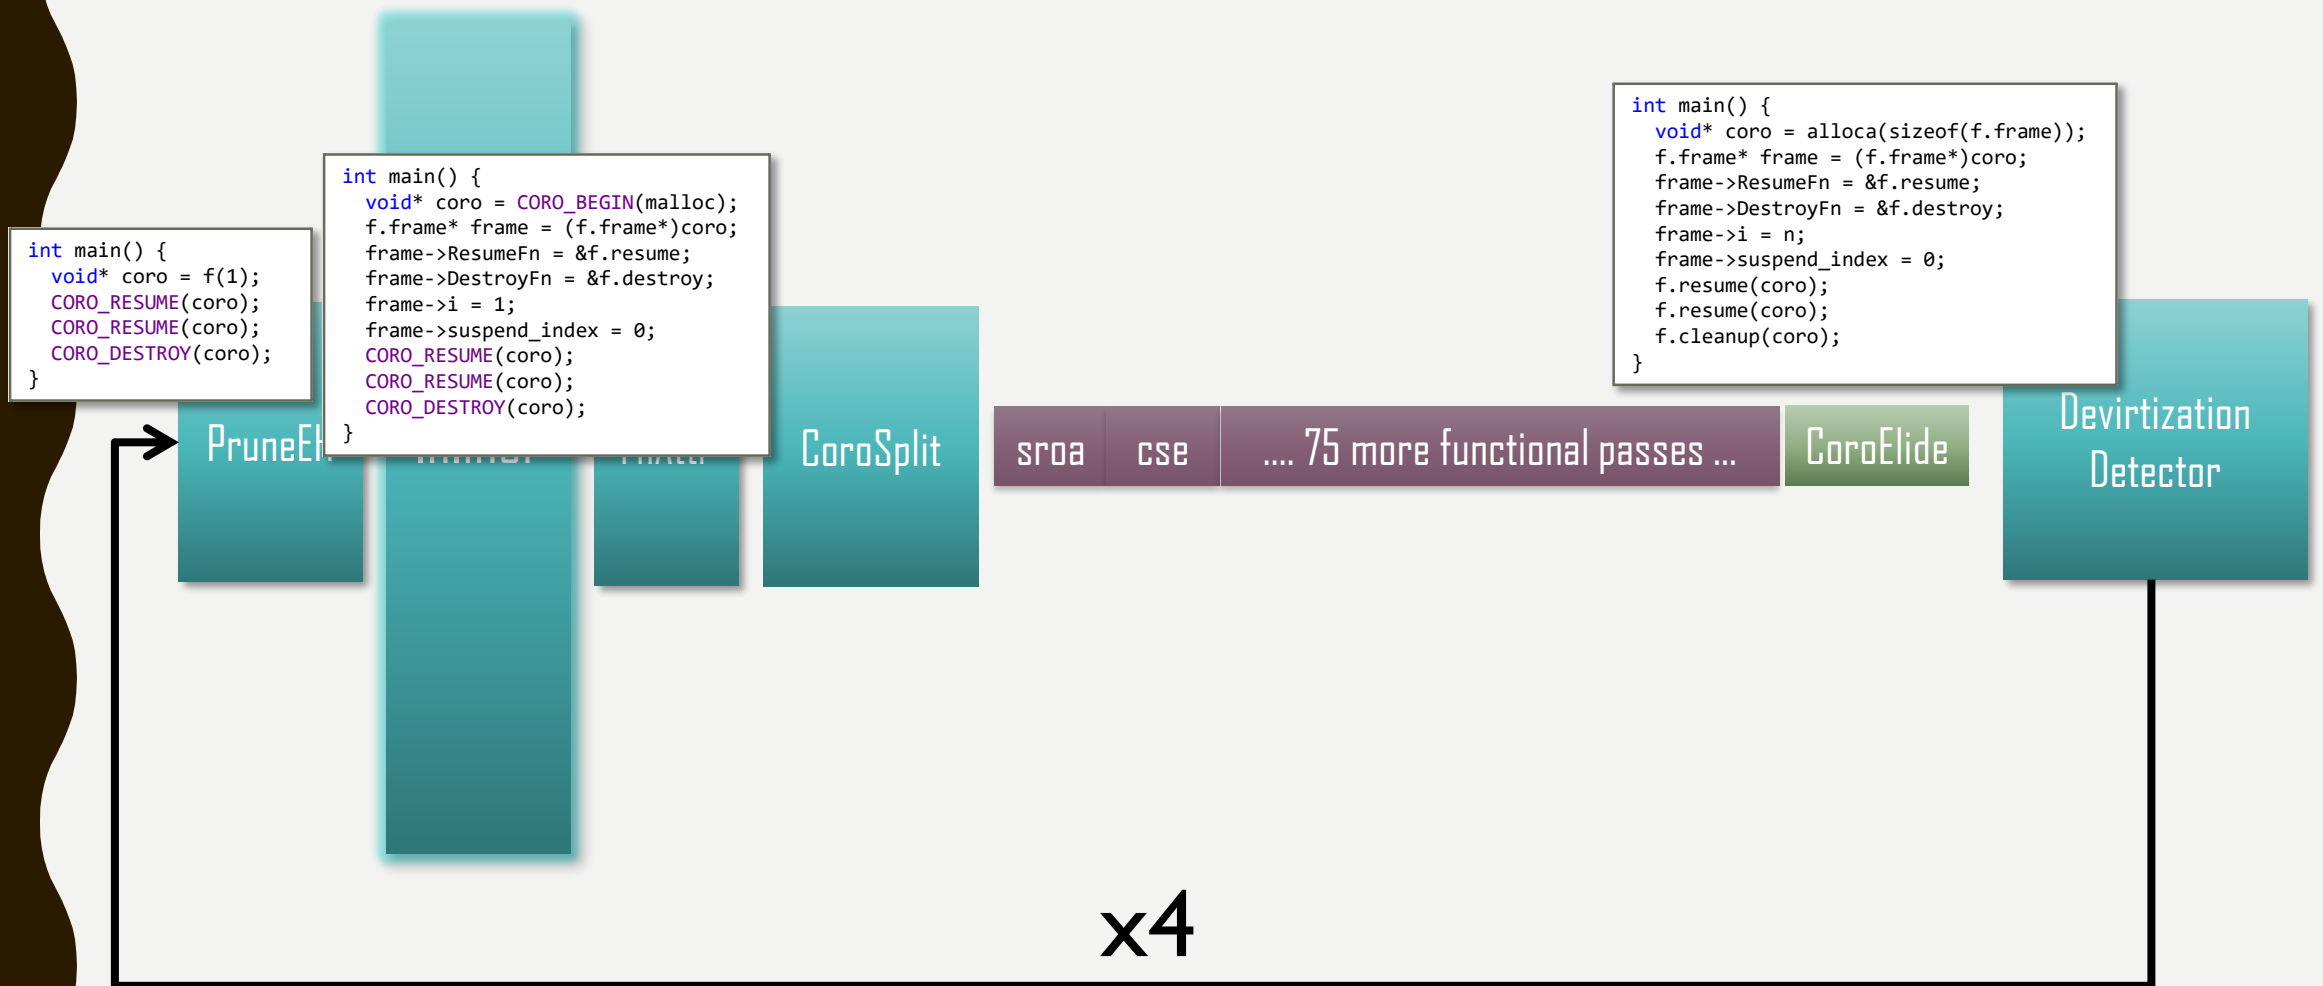 int main() {
  void* coro = f(1);
  CORO_RESUME(coro);
  CORO_RESUME(coro);
  CORO_DESTROY(coro);
}
int main() {
  void* coro = CORO_BEGIN(malloc);
  f.frame* frame = (f.frame*)coro;
  frame->ResumeFn = &f.resume;
  frame->DestroyFn = &f.destroy;
  frame->i = 1;
  frame->suspend_index = 0;
  CORO_RESUME(coro);
  CORO_RESUME(coro);
  CORO_DESTROY(coro);
}
int main() {
  void* coro = alloca(sizeof(f.frame));
  f.frame* frame = (f.frame*)coro;
  frame->ResumeFn = &f.resume;
  frame->DestroyFn = &f.destroy;
  frame->i = n;
  frame->suspend_index = 0;
  f.resume(coro);
  f.resume(coro);
  f.cleanup(coro);
}
PruneEH
CoroSplit
sroa
cse
.... 75 more functional passes ...
CoroElide
Devirtization
Detector
x4